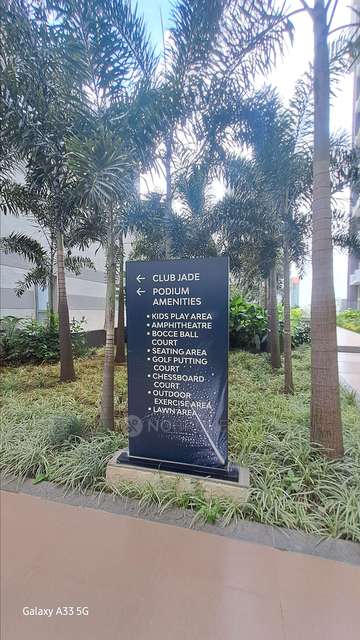 ← CLUB JADE
← PODIUM
AMENITIES
• KIDS PLAY AREA
• AMPHITHEATRE
• BOCCE BALL
COURT
• SEATING AREA
• GOLF PUTTING
COURT
• CHESSBOARD
COURT
• OUTDOOR
EXERCISE AREA
• LAWN AREA
Galaxy A33 5G